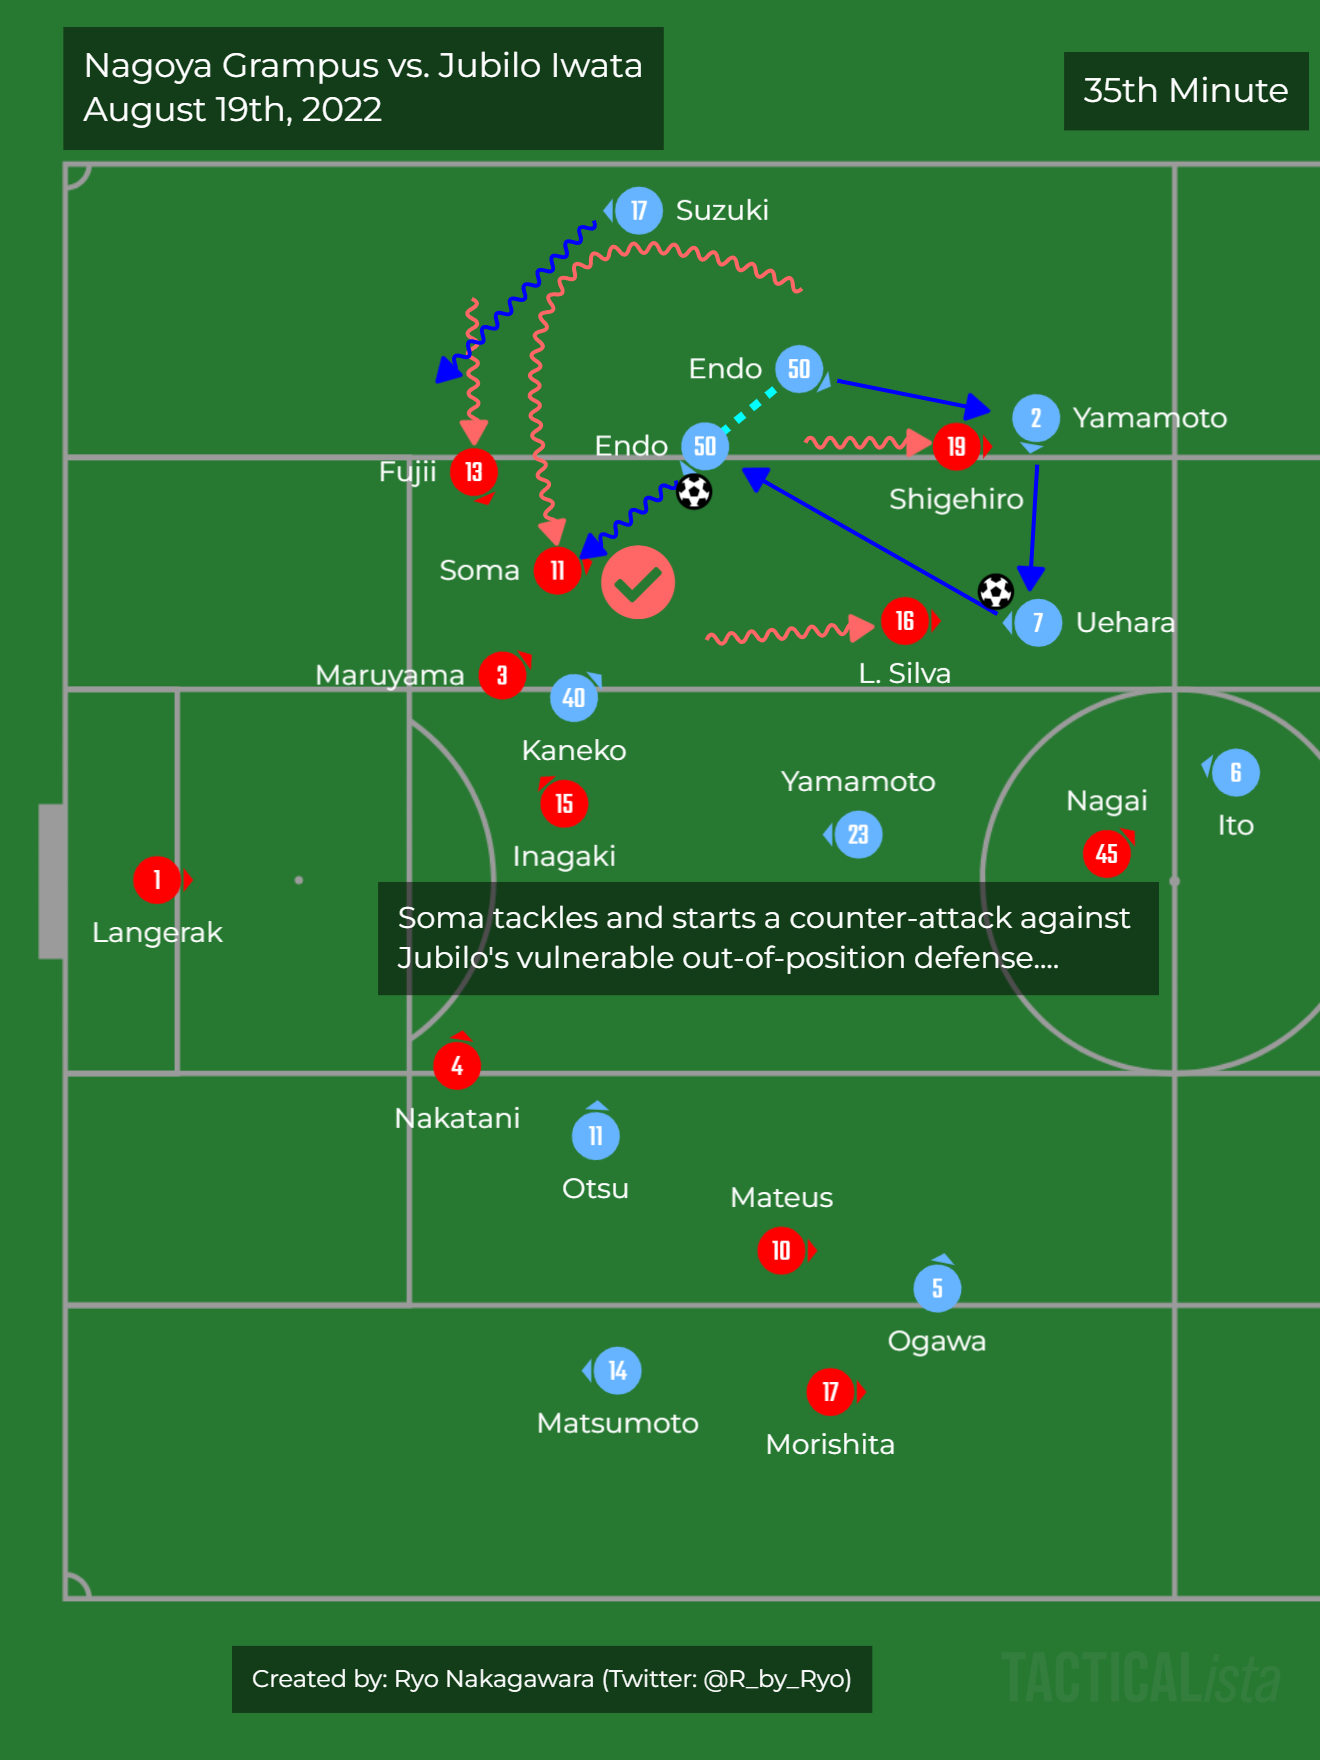 Nagoya Grampus vs. Jubilo Iwata
August 19th, 2022
35th Minute
17 Suzuki
Endo 50
2 Yamamoto
Endo 50
19
Shigehiro
Fujii 13
Soma 11
16
L. Silva
7 Uehara
Maruyama 3
40
Kaneko
15
Inagaki
Yamamoto
23
Nagai
45
6
Ito
1
Langerak
Soma tackles and starts a counter-attack against
Jubilo's vulnerable out-of-position defense....
4
Nakatani
11
Otsu
Mateus
10
5
Ogawa
14
Matsumoto
17
Morishita
Created by: Ryo Nakagawara (Twitter: @R_by_Ryo)
TACTICALista